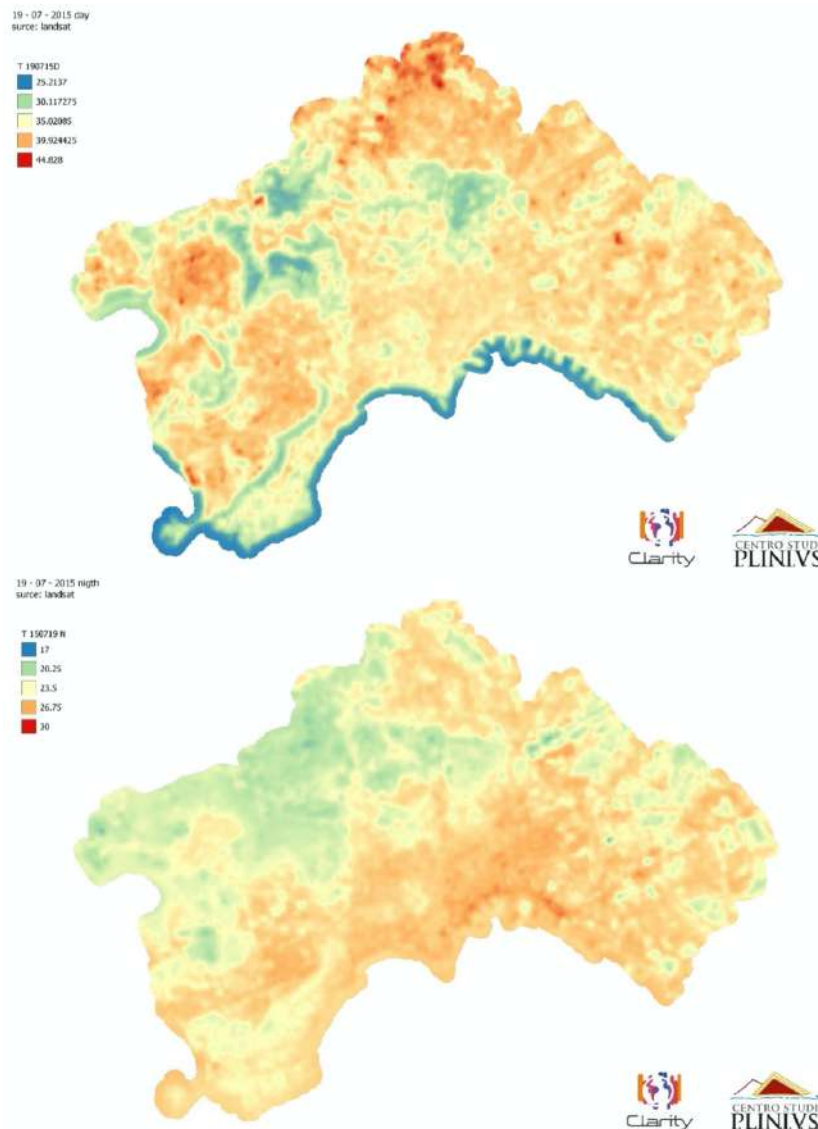 19 - 07 - 2015 day
surce: landsat
T 190715D
25.2137
30.117275
35.02085
39.924425
44.828
Clarity
CENTRO STUDI
PLINIVS
19 - 07 - 2015 nigth
surce: landsat
T 150719 N
17
20.25
23.5
26.75
30
Clarity
CENTRO STUDI
PLINIVS